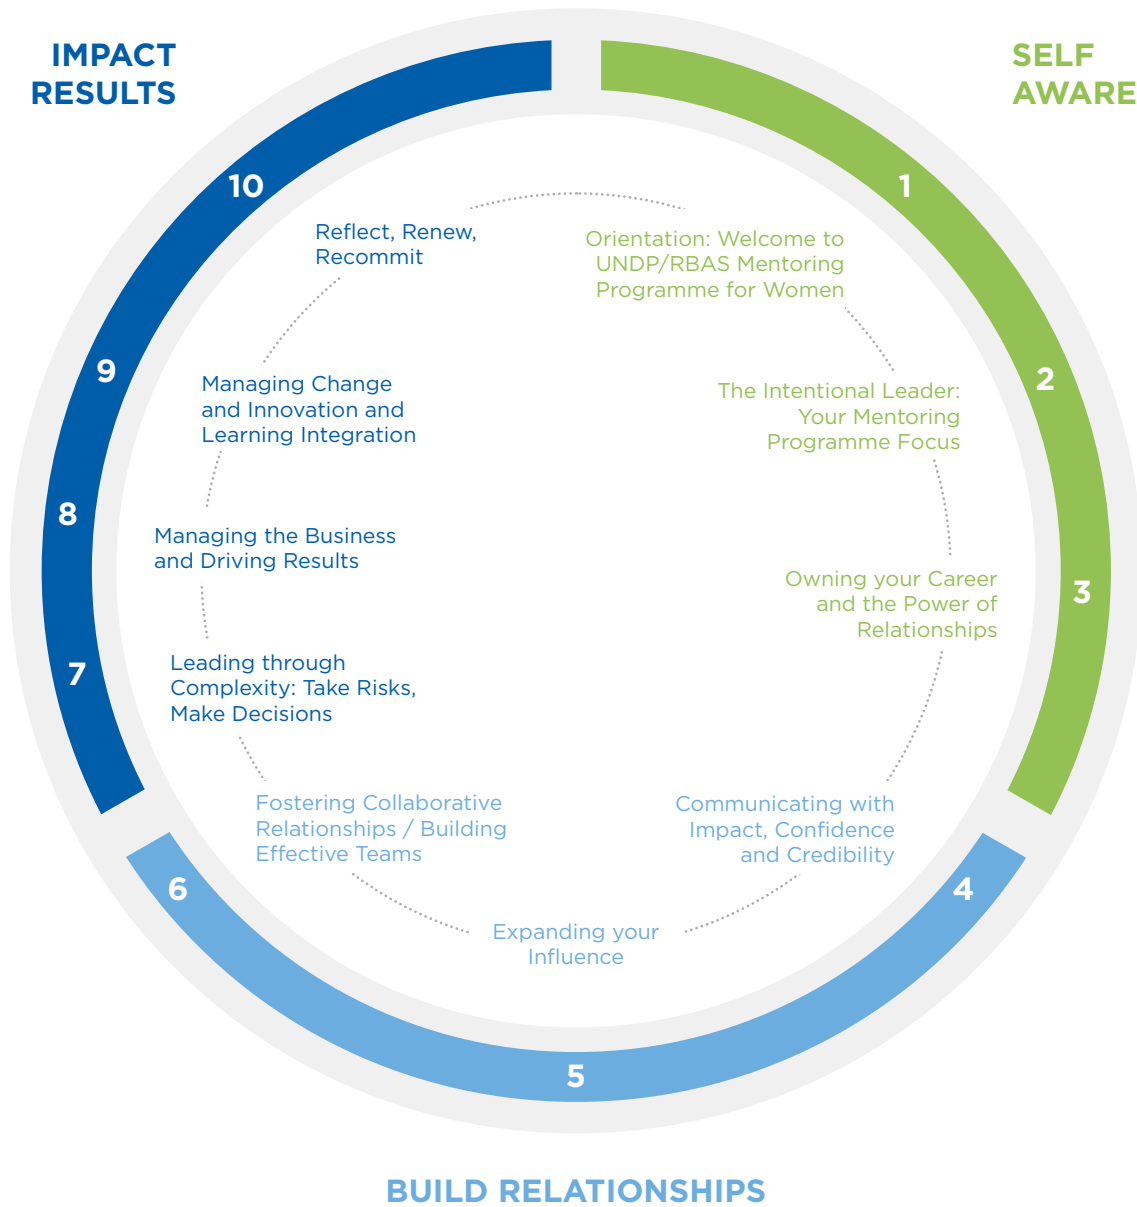 IMPACT
RESULTS
SELF
AWARE
1
Orientation: Welcome to
UNDP/RBAS Mentoring
Programme for Women
2
The Intentional Leader:
Your Mentoring
Programme Focus
3
Owning your Career
and the Power of
Relationships
4
Communicating with
Impact, Confidence
and Credibility
5
Expanding your
Influence
6
Fostering Collaborative
Relationships / Building
Effective Teams
7
Leading through
Complexity: Take Risks,
Make Decisions
8
Managing the Business
and Driving Results
9
Managing Change
and Innovation and
Learning Integration
10
Reflect, Renew,
Recommit
BUILD RELATIONSHIPS